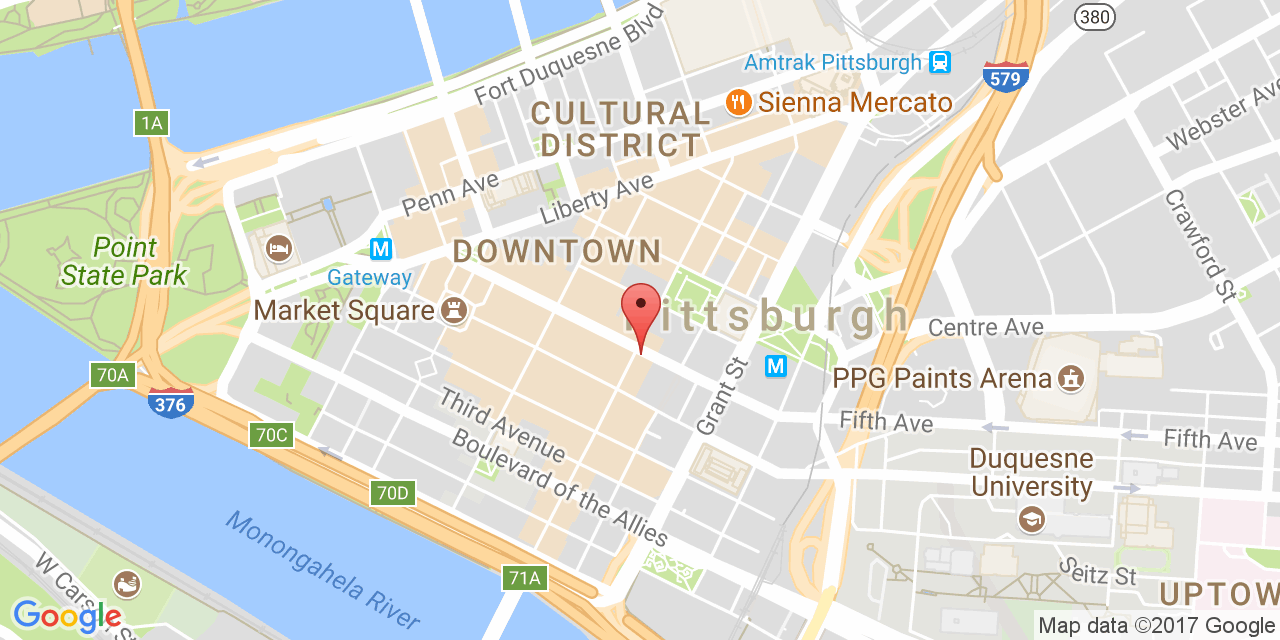 380
Fort Duquesne Blvd
Amtrak Pittsburgh
579
Sienna Mercato
CULTURAL
DISTRICT
1A
Webster Ave
Penn Ave
Liberty Ave
Crawford St
Point
State Park
M
Gateway
DOWNTOWN
Market Square
Pittsburgh
Centre Ave
M
PPG Paints Arena
70A
376
Grant St
Third Avenue
Fifth Ave
Fifth Ave
70C
Boulevard of the Allies
Duquesne
University
70D
Monongahela River
71A
W Carson St
Seitz St
UPTOW
Google
Map data ©2017 Google